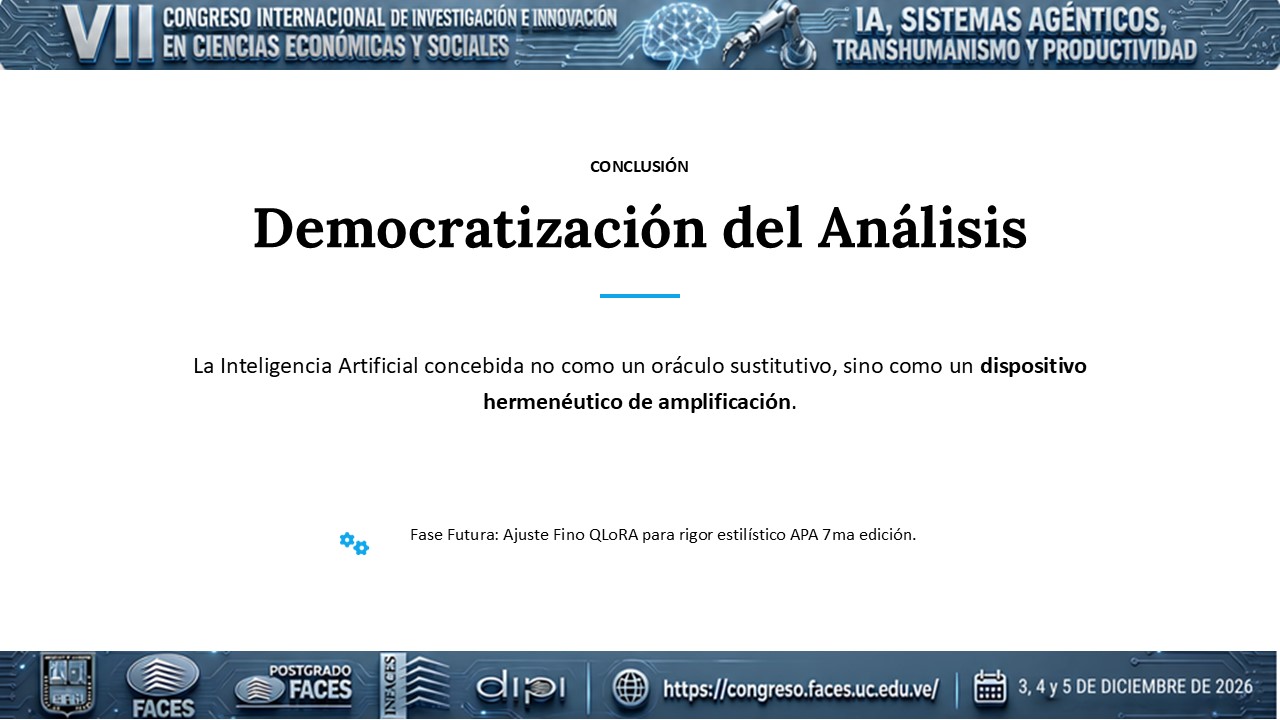 VII CONGRESO INTERNACIONAL DE INVESTIGACIÓN E INNOVACIÓN
EN CIENCIAS ECONÓMICAS Y SOCIALES
IA, SISTEMAS AGÉNTICOS,
TRANSHUMANISMO Y PRODUCTIVIDAD
CONCLUSIÓN
Democratización del Análisis
La Inteligencia Artificial concebida no como un oráculo sustitutivo, sino como un dispositivo
hermenéutico de amplificación.
Fase Futura: Ajuste Fino QLoRA para rigor estilístico APA 7ma edición.
FACES
POSTGRADO
FACES
INFACES
dipi
https://congreso.faces.uc.edu.ve/
3, 4 y 5 DE DICIEMBRE DE 2026